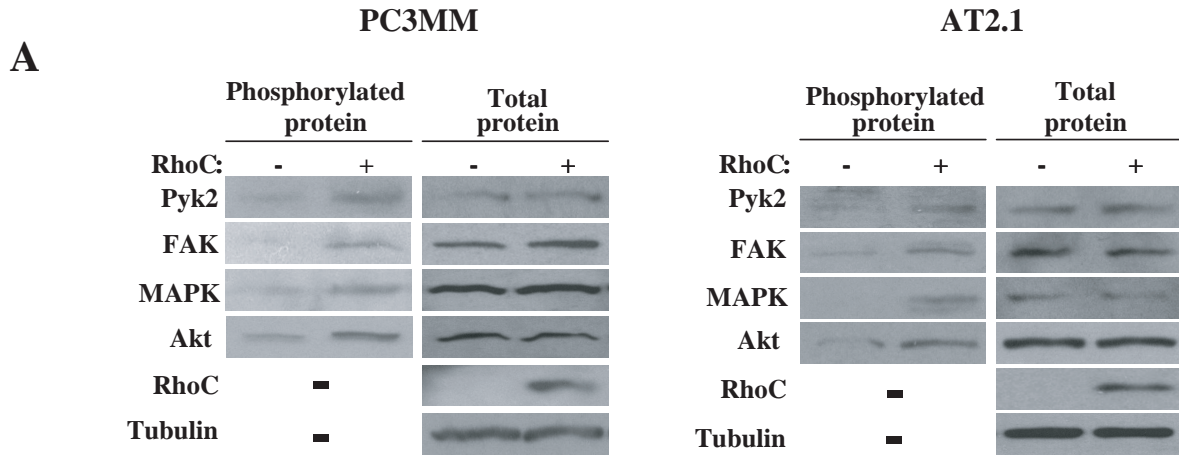 A
PC3MM
Phosphorylated protein
Total protein
RhoC: - + - +
Pyk2
FAK
MAPK
Akt
RhoC -
Tubulin -
AT2.1
Phosphorylated protein
Total protein
RhoC: - + - +
Pyk2
FAK
MAPK
Akt
RhoC -
Tubulin -